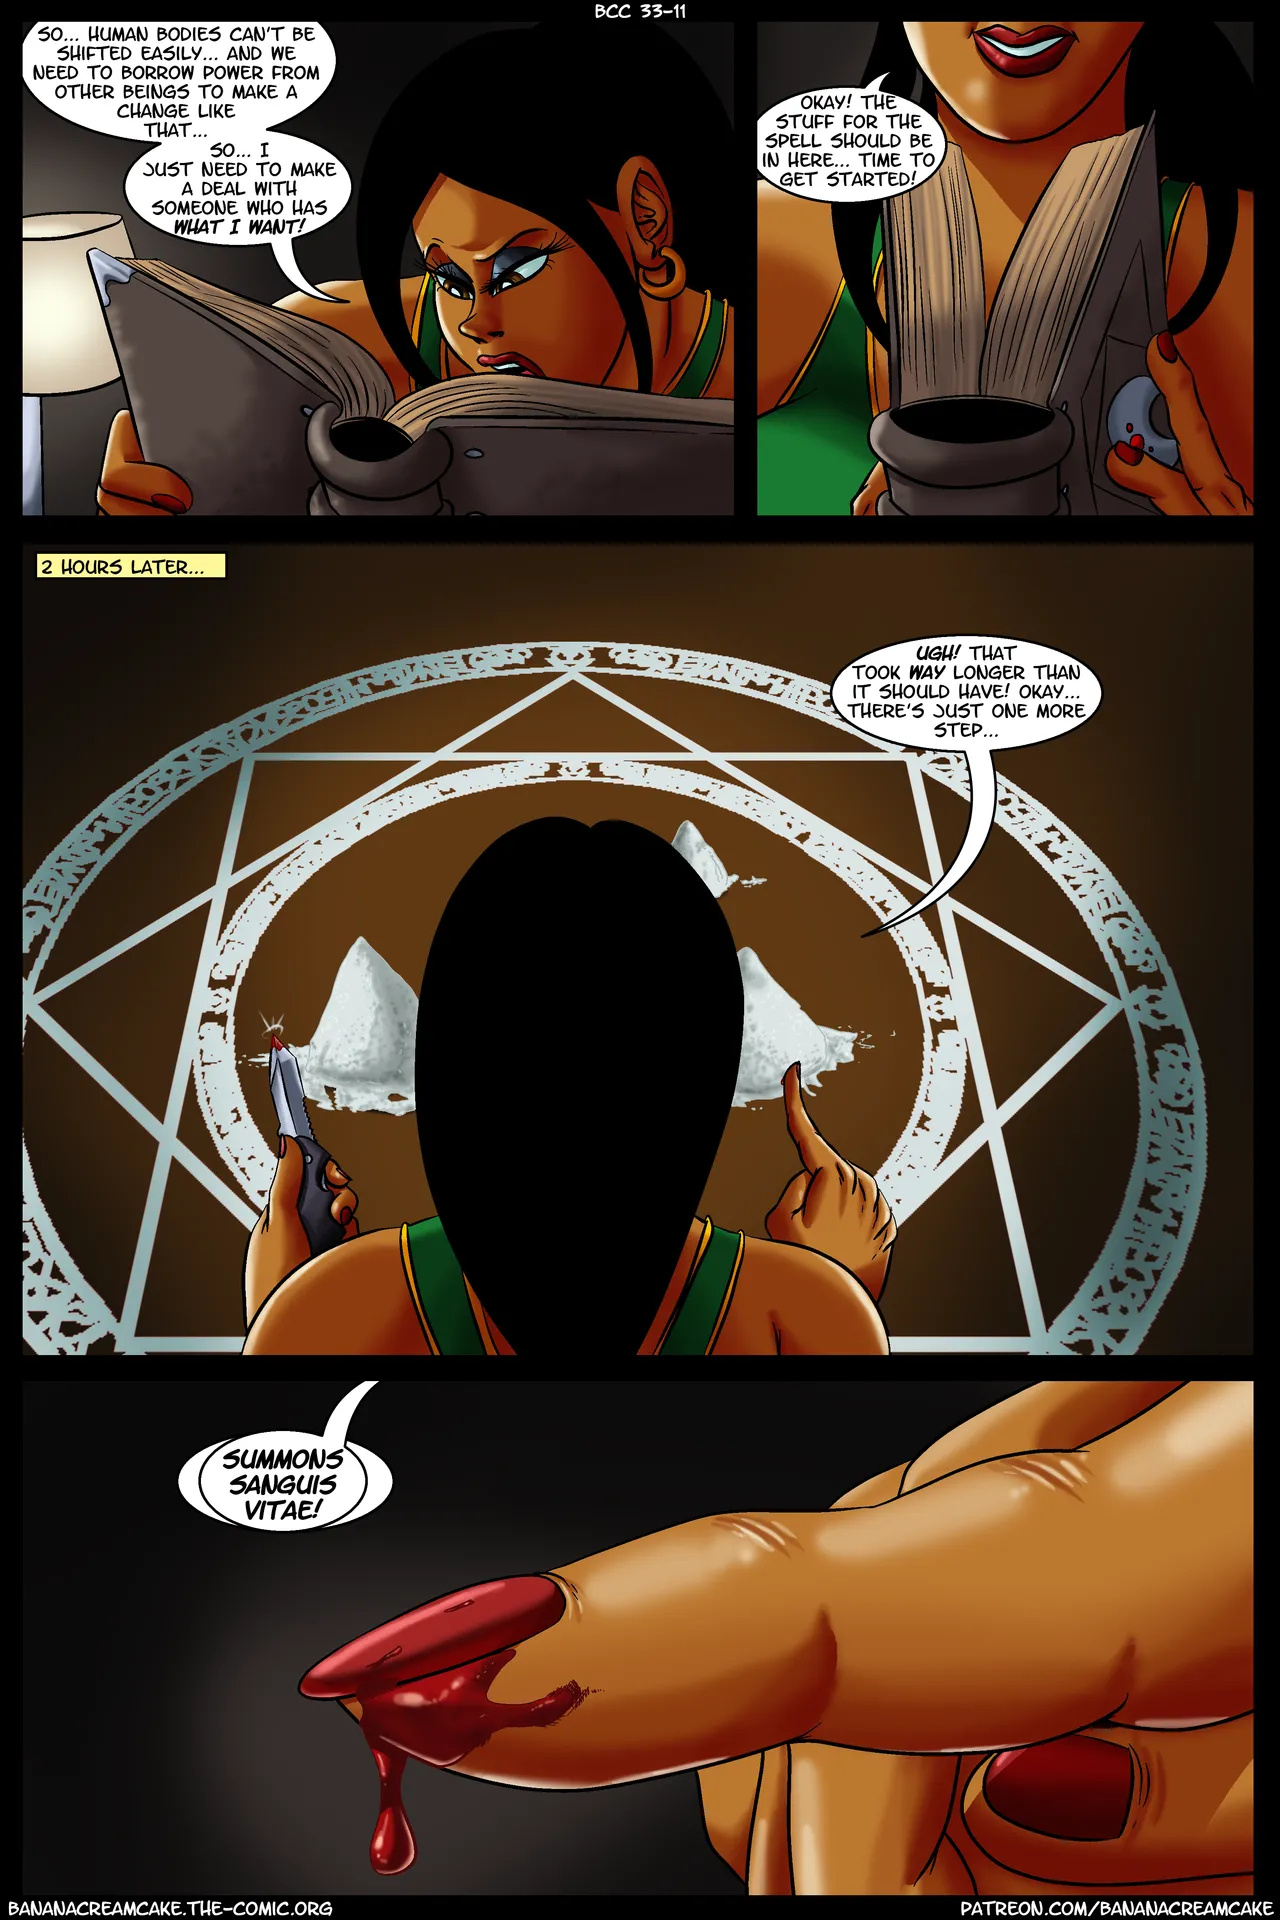 BCC 33-11
SO... HUMAN BODIES CAN'T BE
SHIFTED EASILY... AND WE
NEED TO BORROW POWER FROM
OTHER BEINGS TO MAKE A
CHANGE LIKE
THAT...
SO... I
JUST NEED TO MAKE
A DEAL WITH
SOMEONE WHO HAS
WHAT I WANT!
OKAY! THE
STUFF FOR THE
SPELL SHOULD BE
IN HERE... TIME TO
GET STARTED!
2 HOURS LATER...
UGH! THAT
TOOK WAY LONGER THAN
IT SHOULD HAVE! OKAY...
THERE'S JUST ONE MORE
STEP...
SUMMONS
SANGUIS
VITAE!
BANANACREAMCAKE.THE-COMIC.ORG
PATREON.COM/BANANACREAMCAKE